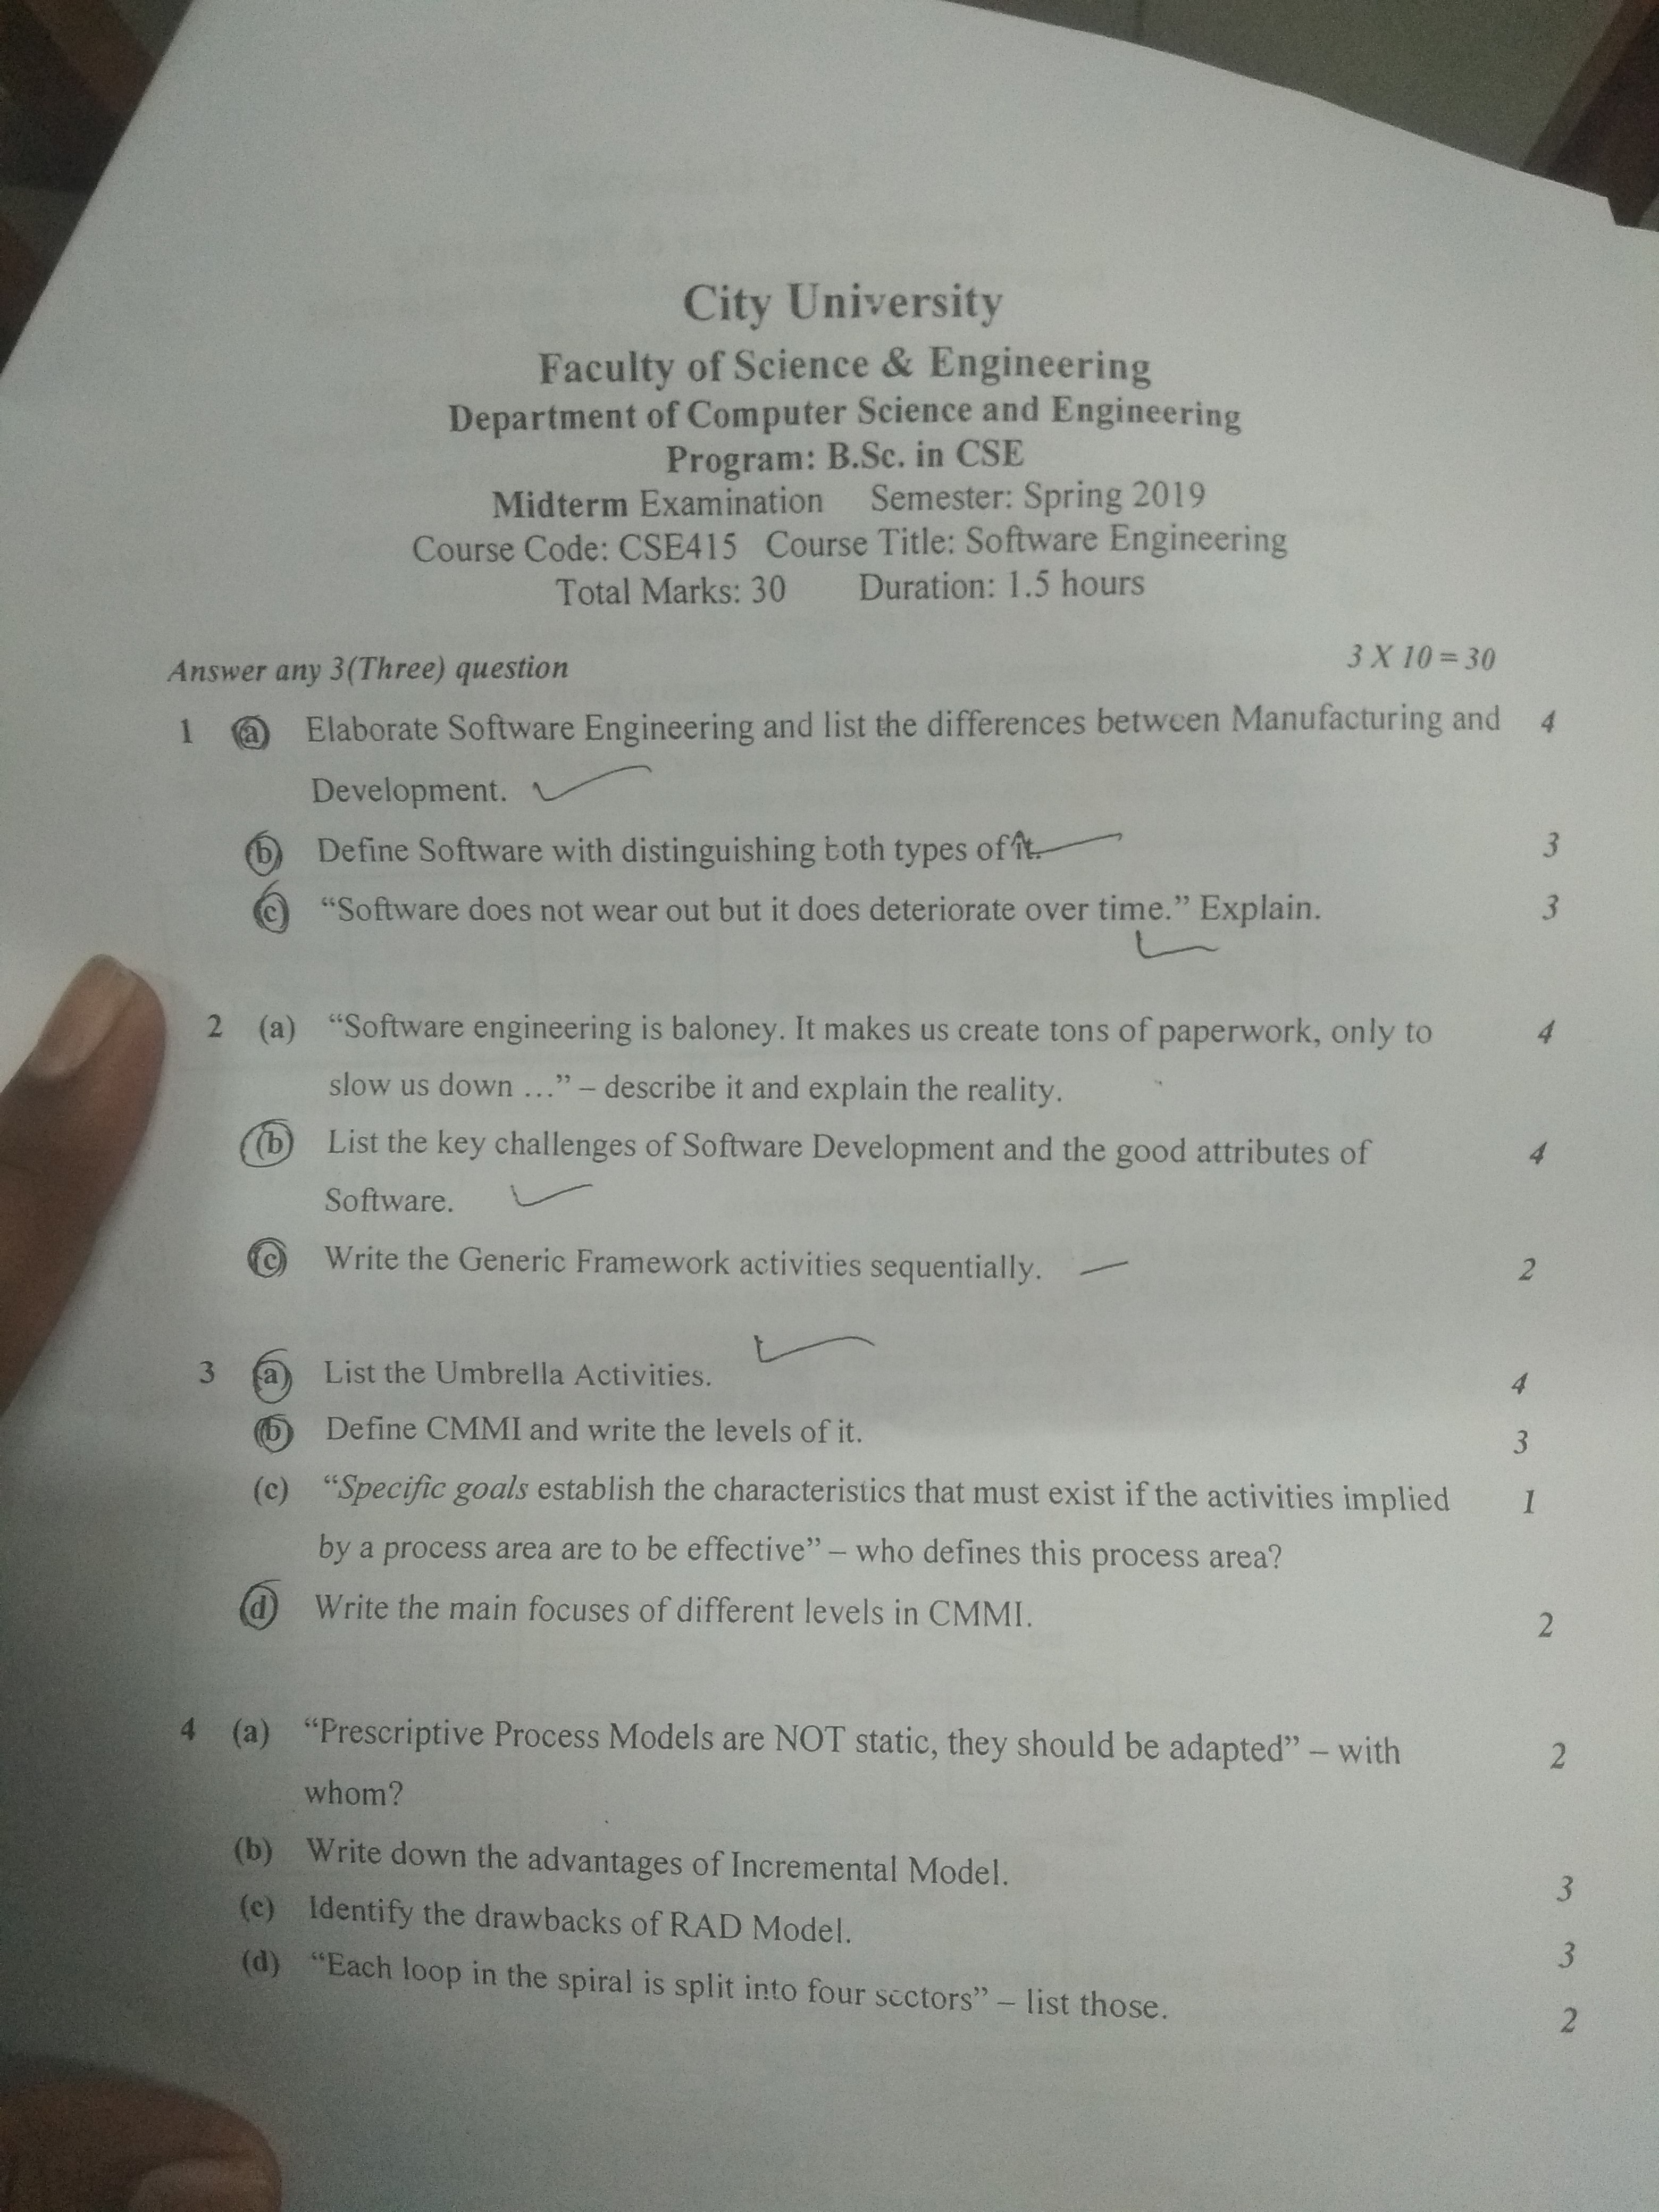 City University
Faculty of Science & Engineering
Department of Computer Science and Engineering
Program: B.Sc. in CSE
Midterm Examination Semester: Spring 2019
Course Code: CSE415 Course Title: Software Engineering
Total Marks: 30 Duration: 1.5 hours
Answer any 3(Three) question 3 X 10 = 30
1 (a) Elaborate Software Engineering and list the differences between Manufacturing and 4
Development.
(b) Define Software with distinguishing both types of it. 3
(c) “Software does not wear out but it does deteriorate over time.” Explain. 3
2 (a) “Software engineering is baloney. It makes us create tons of paperwork, only to 4
slow us down …” – describe it and explain the reality.
(b) List the key challenges of Software Development and the good attributes of 4
Software.
(c) Write the Generic Framework activities sequentially. 2
3 (a) List the Umbrella Activities. 4
(b) Define CMMI and write the levels of it. 3
(c) “Specific goals establish the characteristics that must exist if the activities implied 1
by a process area are to be effective” – who defines this process area?
(d) Write the main focuses of different levels in CMMI. 2
4 (a) “Prescriptive Process Models are NOT static, they should be adapted” – with 2
whom?
(b) Write down the advantages of Incremental Model. 3
(c) Identify the drawbacks of RAD Model. 3
(d) “Each loop in the spiral is split into four sectors” – list those. 2